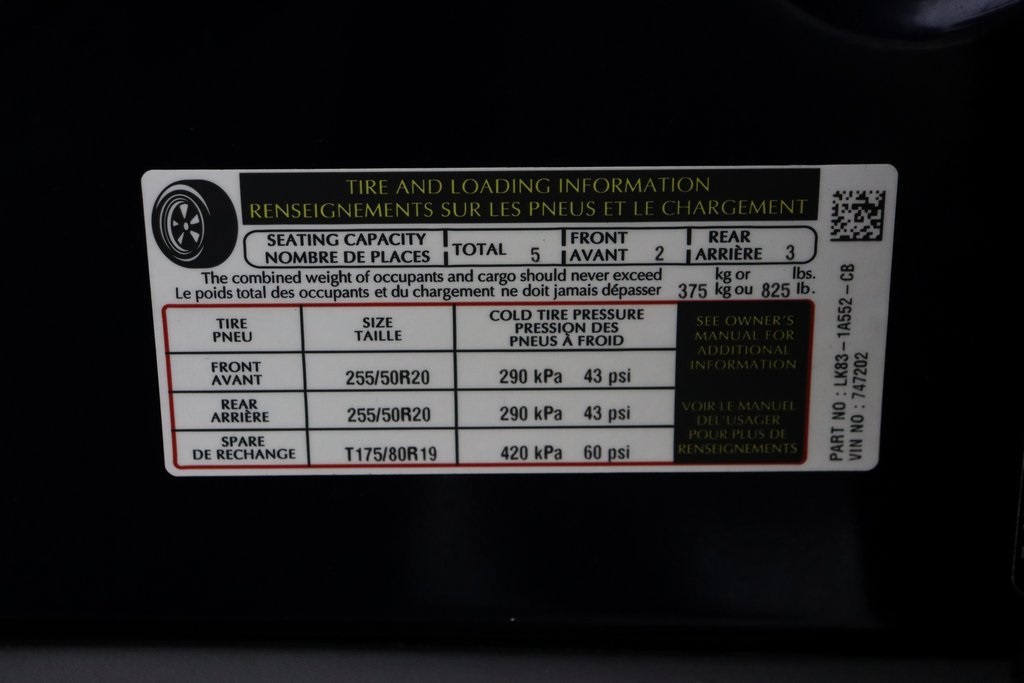 TIRE AND LOADING INFORMATION
RENSEIGNEMENTS SUR LES PNEUS ET LE CHARGEMENT
SEATING CAPACITY
NOMBRE DE PLACES
TOTAL 5
FRONT
AVANT 2
REAR
ARRIÈRE 3
The combined weight of occupants and cargo should never exceed kg or lbs.
Le poids total des occupants et du chargement ne doit jamais dépasser 375 kg ou 825 lb.
TIRE
PNEU
SIZE
TAILLE
COLD TIRE PRESSURE
PRESSION DES
PNEUS À FROID
FRONT
AVANT
255/50R20
290 kPa 43 psi
REAR
ARRIÈRE
255/50R20
290 kPa 43 psi
SPARE
DE RECHANGE
T175/80R19
420 kPa 60 psi
SEE OWNER'S
MANUAL FOR
ADDITIONAL
INFORMATION
VOIR LE MANUEL
DEL'USAGER
POUR PLUS DE
RENSEIGNEMENTS
PART NO : LK83-1A552-CB
VIN NO : 747202